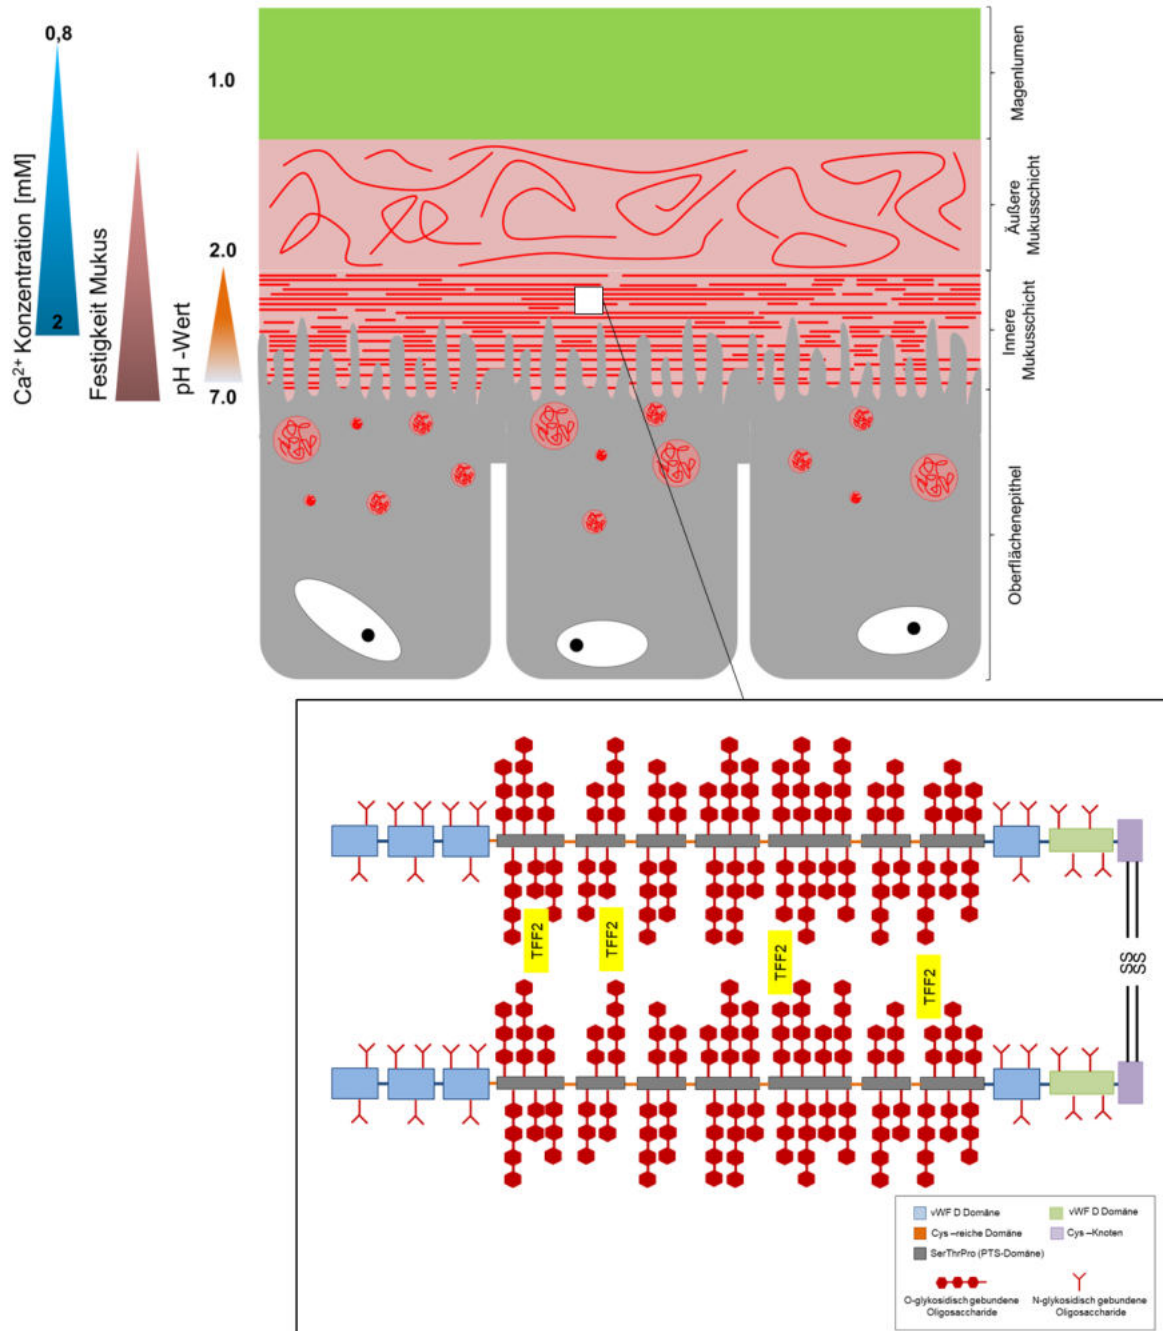 0,8
1.0
2.0
2
7.0
Ca²⁺ Konzentration [mM]
Festigkeit Mukus
pH -Wert
Magenlumen
Äußere
Mukusschicht
Innere
Mukusschicht
Oberflächenepithel
TFF2
TFF2
TFF2
TFF2
SS
SS
vWF D Domäne
vWF D Domäne
Cys –reiche Domäne
Cys –Knoten
SerThrPro (PTS-Domäne)
O-glykosidisch gebundene
Oligosaccharide
N-glykosidisch gebundene
Oligosaccharide